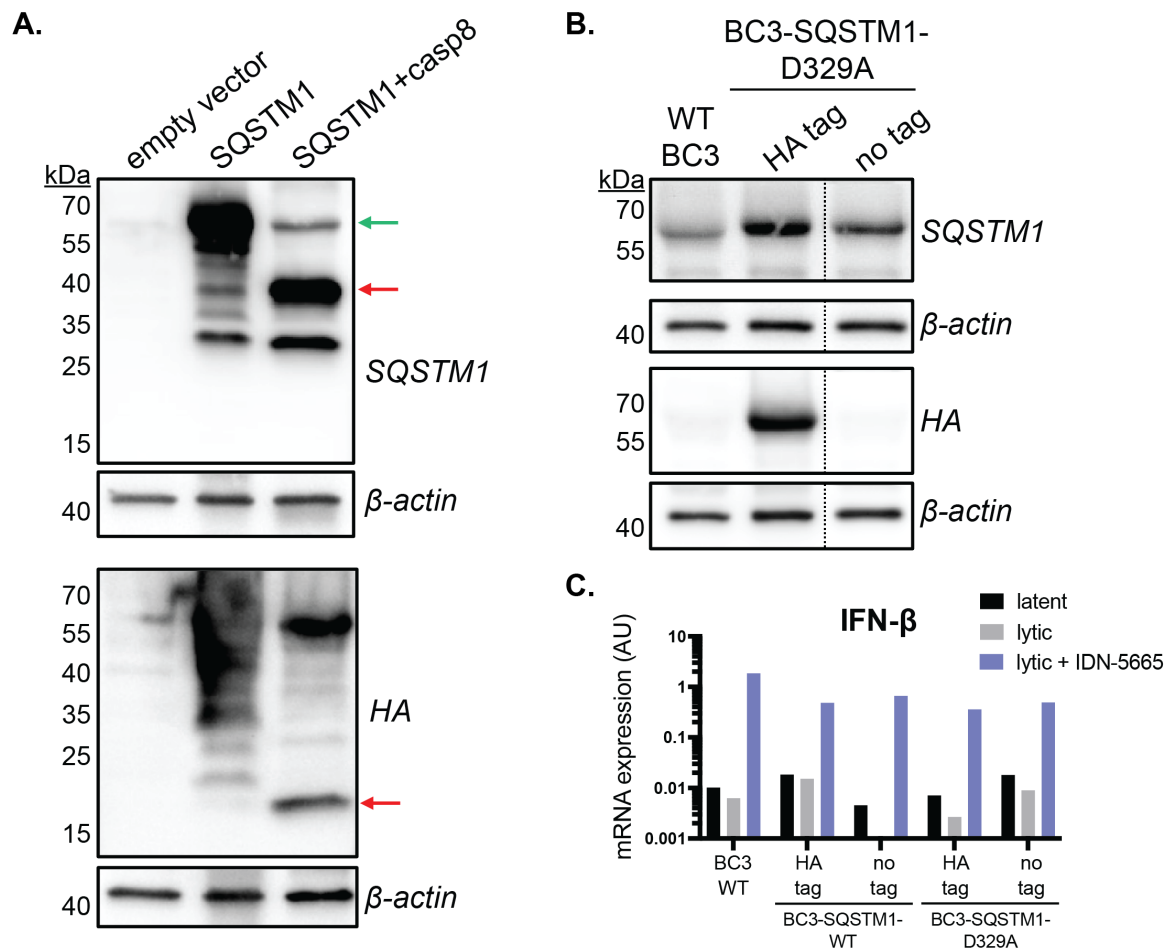 A.
empty vector
SQSTM1
SQSTM1+casp8
kDa
70
55
40
35
25
15
SQSTM1
40
β-actin
70
55
40
35
25
15
HA
40
β-actin
B.
BC3-SQSTM1-
D329A
WT
BC3
HA tag
no tag
kDa
70
55
SQSTM1
40
β-actin
70
55
HA
40
β-actin
C.
IFN-β
latent
lytic
lytic + IDN-5665
mRNA expression (AU)
10
1
0.1
0.01
0.001
BC3
WT
HA
tag
no
tag
HA
tag
no
tag
BC3-SQSTM1-
WT
BC3-SQSTM1-
D329A